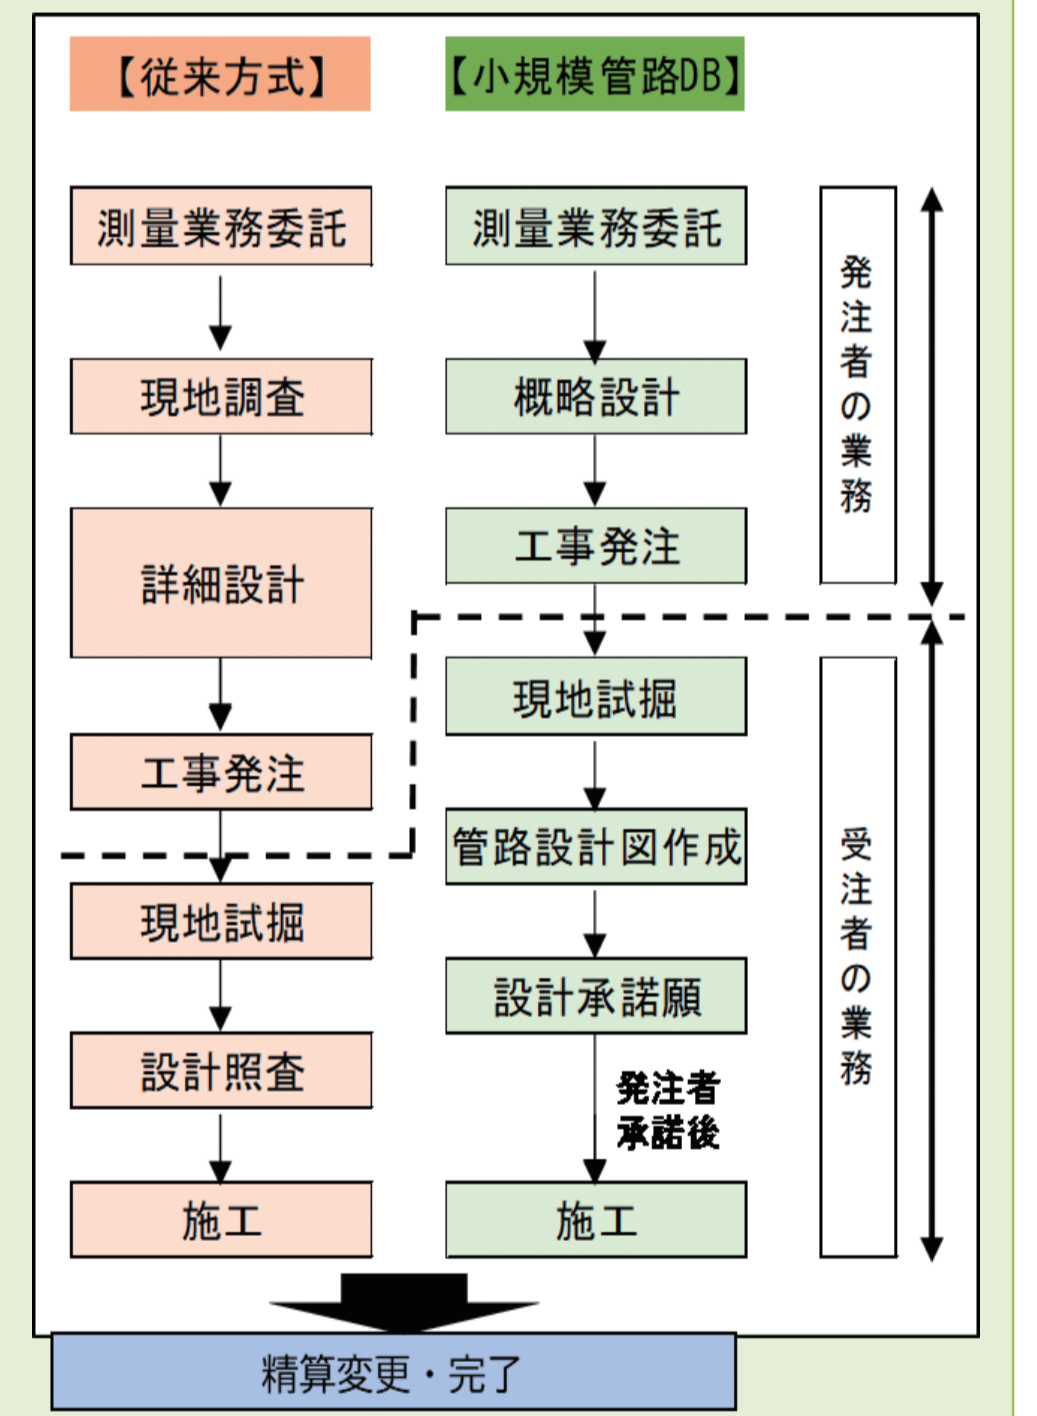 【従来方式】
【小規模管路DB】
測量業務委託
現地調査
詳細設計
工事発注
現地試掘
設計照査
施工
測量業務委託
概略設計
工事発注
現地試掘
管路設計図作成
設計承諾願
発注者
承諾後
施工
発注者の業務
受注者の業務
精算変更・完了